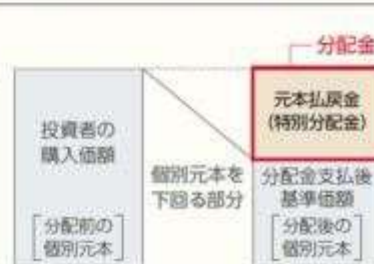 分配金
元本払戻金
(特別分配金)
投資者の
購入価額
個別元本を
下回る部分
分配金支払後
基準価額
分配前の
個別元本
分配後の
個別元本